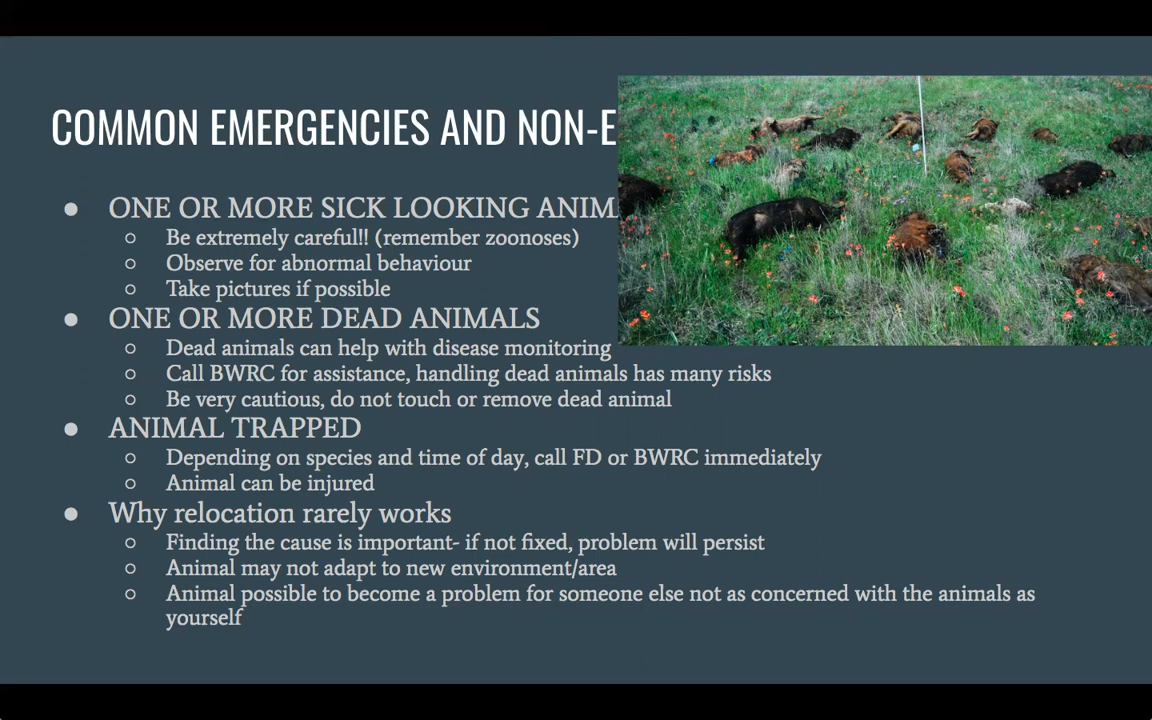 COMMON EMERGENCIES AND NON-E
● ONE OR MORE SICK LOOKING ANIM
○ Be extremely careful!! (remember zoonoses)
○ Observe for abnormal behaviour
○ Take pictures if possible
● ONE OR MORE DEAD ANIMALS
○ Dead animals can help with disease monitoring
○ Call BWRC for assistance, handling dead animals has many risks
○ Be very cautious, do not touch or remove dead animal
● ANIMAL TRAPPED
○ Depending on species and time of day, call FD or BWRC immediately
○ Animal can be injured
● Why relocation rarely works
○ Finding the cause is important- if not fixed, problem will persist
○ Animal may not adapt to new environment/area
○ Animal possible to become a problem for someone else not as concerned with the animals as
yourself